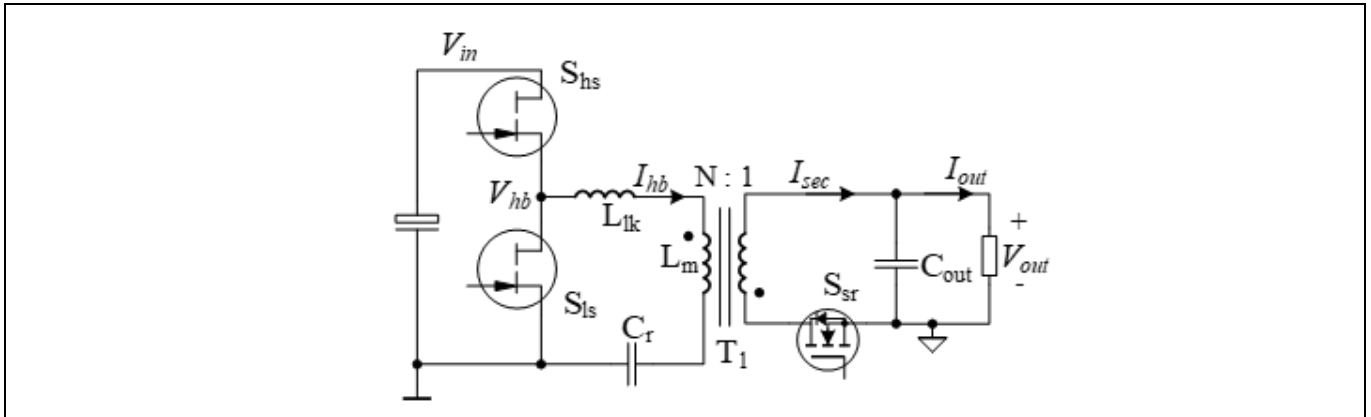 V_in
S_hs
I_hb
N : 1
I_sec
I_out
V_hb
L_lk
L_m
+
V_out
-
C_out
S_sr
S_ls
C_r
T_1